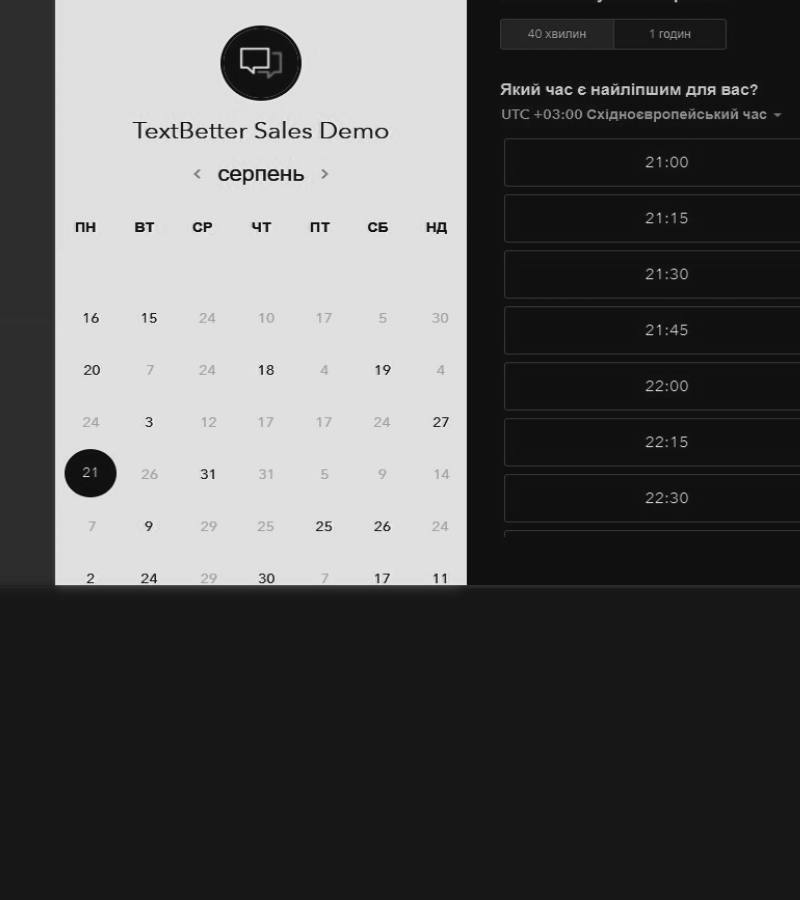 TextBetter Sales Demo
серпень
ПН ВТ СР ЧТ ПТ СБ НД
16 15 24 10 17 5 30
20 7 24 18 4 19 4
24 3 12 17 17 24 27
21 26 31 31 5 9 14
7 9 29 25 25 26 24
2 24 29 30 7 17 11
40 хвилин 1 годин
Який час є найліпшим для вас?
UTC +03:00 Східноєвропейський час
21:00
21:15
21:30
21:45
22:00
22:15
22:30